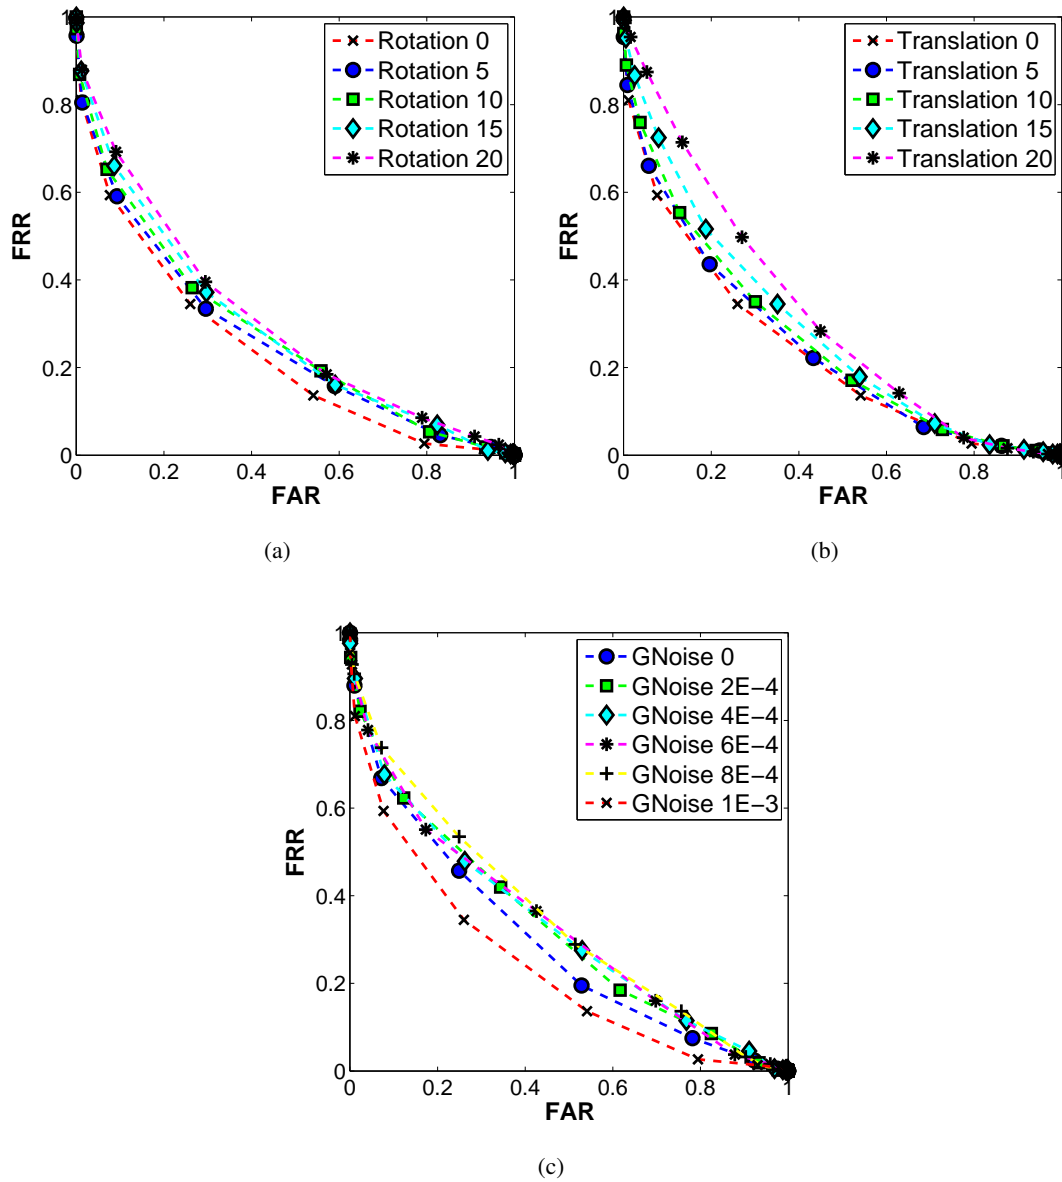 1
0.8
0.6
0.4
0.2
0
0
0.2
0.4
0.6
0.8
1
FRR
FAR
Rotation 0
Rotation 5
Rotation 10
Rotation 15
Rotation 20
(a)
1
0.8
0.6
0.4
0.2
0
0
0.2
0.4
0.6
0.8
1
FRR
FAR
Translation 0
Translation 5
Translation 10
Translation 15
Translation 20
(b)
1
0.8
0.6
0.4
0.2
0
0
0.2
0.4
0.6
0.8
1
FRR
FAR
GNoise 0
GNoise 2E−4
GNoise 4E−4
GNoise 6E−4
GNoise 8E−4
GNoise 1E−3
(c)